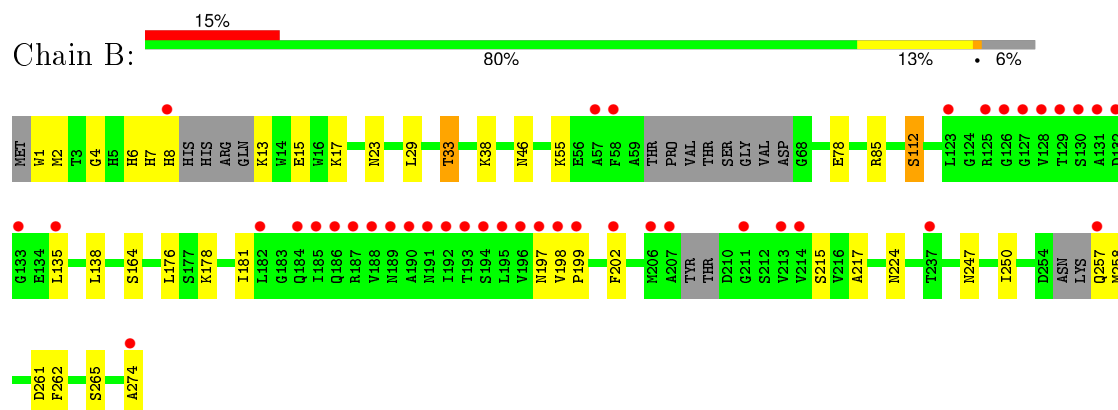 15%
Chain B:
80% 13% • 6%
MET W1 M2 T3 G4 H5 H6 H7 H8 HIS HIS ARG GLN K13 W14 E15 W16 K17 N23 L29 T33 K38 N46 K55 E56 A57 F58 A59 THR PRO VAL THR SER GLY VAL ASP G68 E78 R85 S112 L123 G124 R125 G126 G127 V128 T129 S130 A131 D132
G133 E134 L135 L138 S164 L176 S177 K178 I181 L182 G183 Q184 I185 Q186 R187 V188 N189 A190 N191 I192 T193 S194 L195 V196 N197 V198 P199 F202 M206 A207 TYR THR D210 G211 S212 V213 V214 S215 V216 A217 N224 T237 N247 I250 D254 ASN LYS Q257 M258
D261 F262 S265 A274